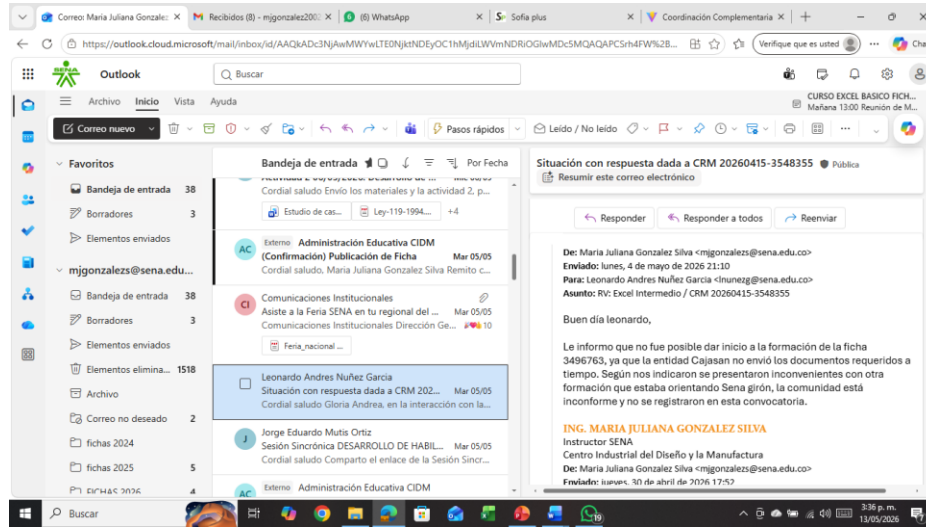 Correo: Maria Juliana Gonzalez
Recibidos (8) - mjgonzalez200
(6) WhatsApp
Sofia plus
Coordinación Complementaria
https://outlook.cloud.microsoft/mail/inbox/id/AAQkADc3NjAwMWYwLTE0NjktNDEyOC1hMjdiLWVmNDRiOGIwMDc5MQAQAPCSrh4FW%2B...
Verifique que es usted
Cha
SENA
Outlook
Buscar
Archivo Inicio Vista Ayuda
CURSO EXCEL BASICO FICH...
Mañana 13:00 Reunión de M...
Correo nuevo
Pasos rápidos
Leído / No leído
Favoritos
Bandeja de entrada 38
Borradores 3
Elementos enviados
mjgonzalezs@sena.edu...
Bandeja de entrada 38
Borradores 3
Elementos enviados
Elementos elimina... 1518
Archivo
Correo no deseado 2
fichas 2024
fichas 2025 5
FICHAS 2026 4
Bandeja de entrada
Por Fecha
Cordial saludo Envío los materiales y la actividad 2, p...
Estudio de cas...
Ley-119-1994....
+4
AC
Externo Administración Educativa CIDM
(Confirmación) Publicación de Ficha Mar 05/05
Cordial saludo, Maria Juliana Gonzalez Silva Remito c...
CI
Comunicaciones Institucionales
Asiste a la Feria SENA en tu regional del ... Mar 05/05
Comunicaciones Institucionales Dirección Ge... 10
Feria_nacional ...
Leonardo Andres Nuñez Garcia
Situación con respuesta dada a CRM 202... Mar 05/05
Cordial saludo Gloria Andrea, en la interacción con la...
J
Jorge Eduardo Mutis Ortiz
Sesión Sincrónica DESARROLLO DE HABIL... Mar 05/05
Cordial saludo Comparto el enlace de la Sesión Sincr...
AC
Externo Administración Educativa CIDM
Situación con respuesta dada a CRM 20260415-3548355 Pública
Resumir este correo electrónico
Responder
Responder a todos
Reenviar
De: Maria Juliana Gonzalez Silva <mjgonzalezs@sena.edu.co>
Enviado: lunes, 4 de mayo de 2026 21:10
Para: Leonardo Andres Nuñez Garcia <lnunezg@sena.edu.co>
Asunto: RV: Excel Intermedio / CRM 20260415-3548355
Buen día leonardo,
Le informo que no fue posible dar inicio a la formación de la ficha
3496763, ya que la entidad Cajasan no envió los documentos requeridos a
tiempo. Según nos indicaron se presentaron inconvenientes con otra
formación que estaba orientando Sena girón, la comunidad está
inconforme y no se registraron en esta convocatoria.
ING. MARIA JULIANA GONZALEZ SILVA
Instructor SENA
Centro Industrial del Diseño y la Manufactura
De: Maria Juliana Gonzalez Silva <mjgonzalezs@sena.edu.co>
Enviado: jueves, 30 de abril de 2026 17:52
Buscar
19
3:36 p. m.
13/05/2026